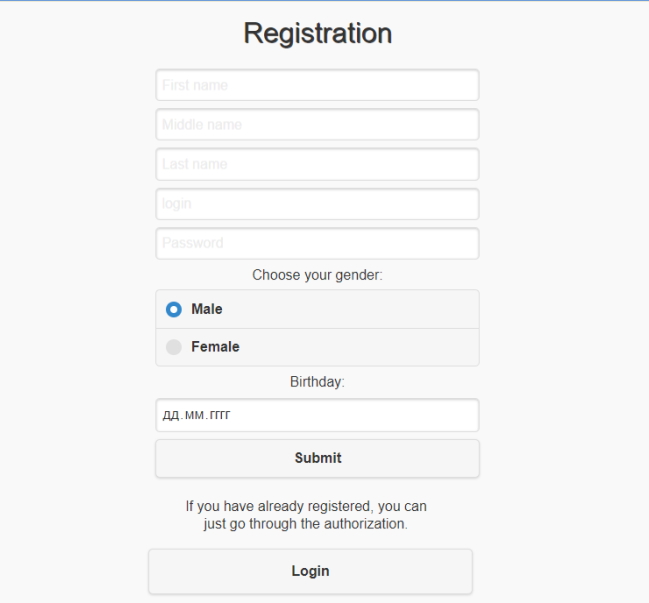 Registration
First name
Middle name
Last name
login
Password
Choose your gender:
Male
Female
Birthday:
дд.мм.гггг
Submit
If you have already registered, you can
just go through the authorization.
Login